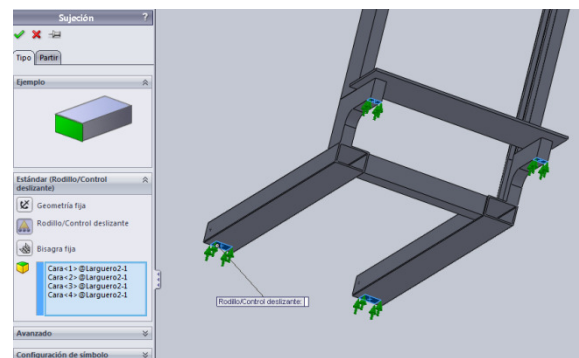 Sujeción ?
Tipo Partir
Ejemplo
Estándar (Rodillo/Control
deslizante)
Geometría fija
Rodillo/Control deslizante
Bisagra fija
Cara<1>@Larguero2-1
Cara<2>@Larguero2-1
Cara<3>@Larguero2-1
Cara<4>@Larguero2-1
Rodillo/Control deslizante:
Avanzado
Configuración de símbolo